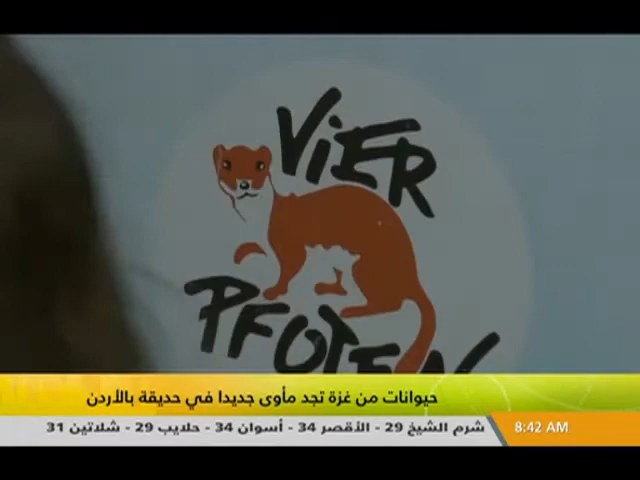 ViER
PFOTEN
حيوانات من غزة تجد مأوى جديدا في حديقة بالأردن
شرم الشيخ 29 - الأقصر 34 - أسوان 34 - حلايب 29 - شلاتين 31
8:42 AM